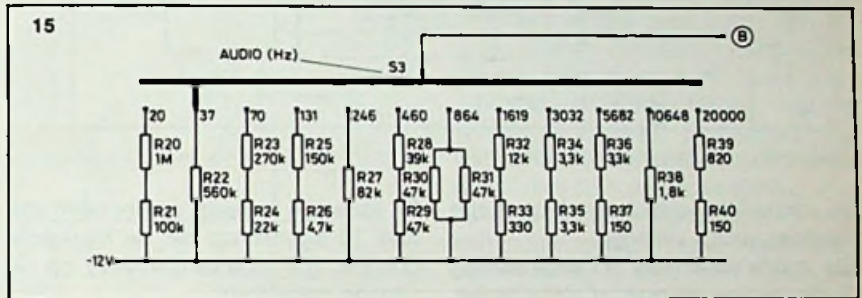 15
AUDIO (Hz)
S3
B
20 37 70 131 246 460 864 1619 3032 5682 10648 20000
R20 1M
R22 560k
R23 270k
R25 150k
R27 82k
R28 39k
R30 47k
R31 47k
R32 12k
R34 3,3k
R36 3,3k
R38 1,8k
R39 820
R21 100k
R24 22k
R26 4,7k
R29 47k
R33 330
R35 3,3k
R37 150
R40 150
-12V